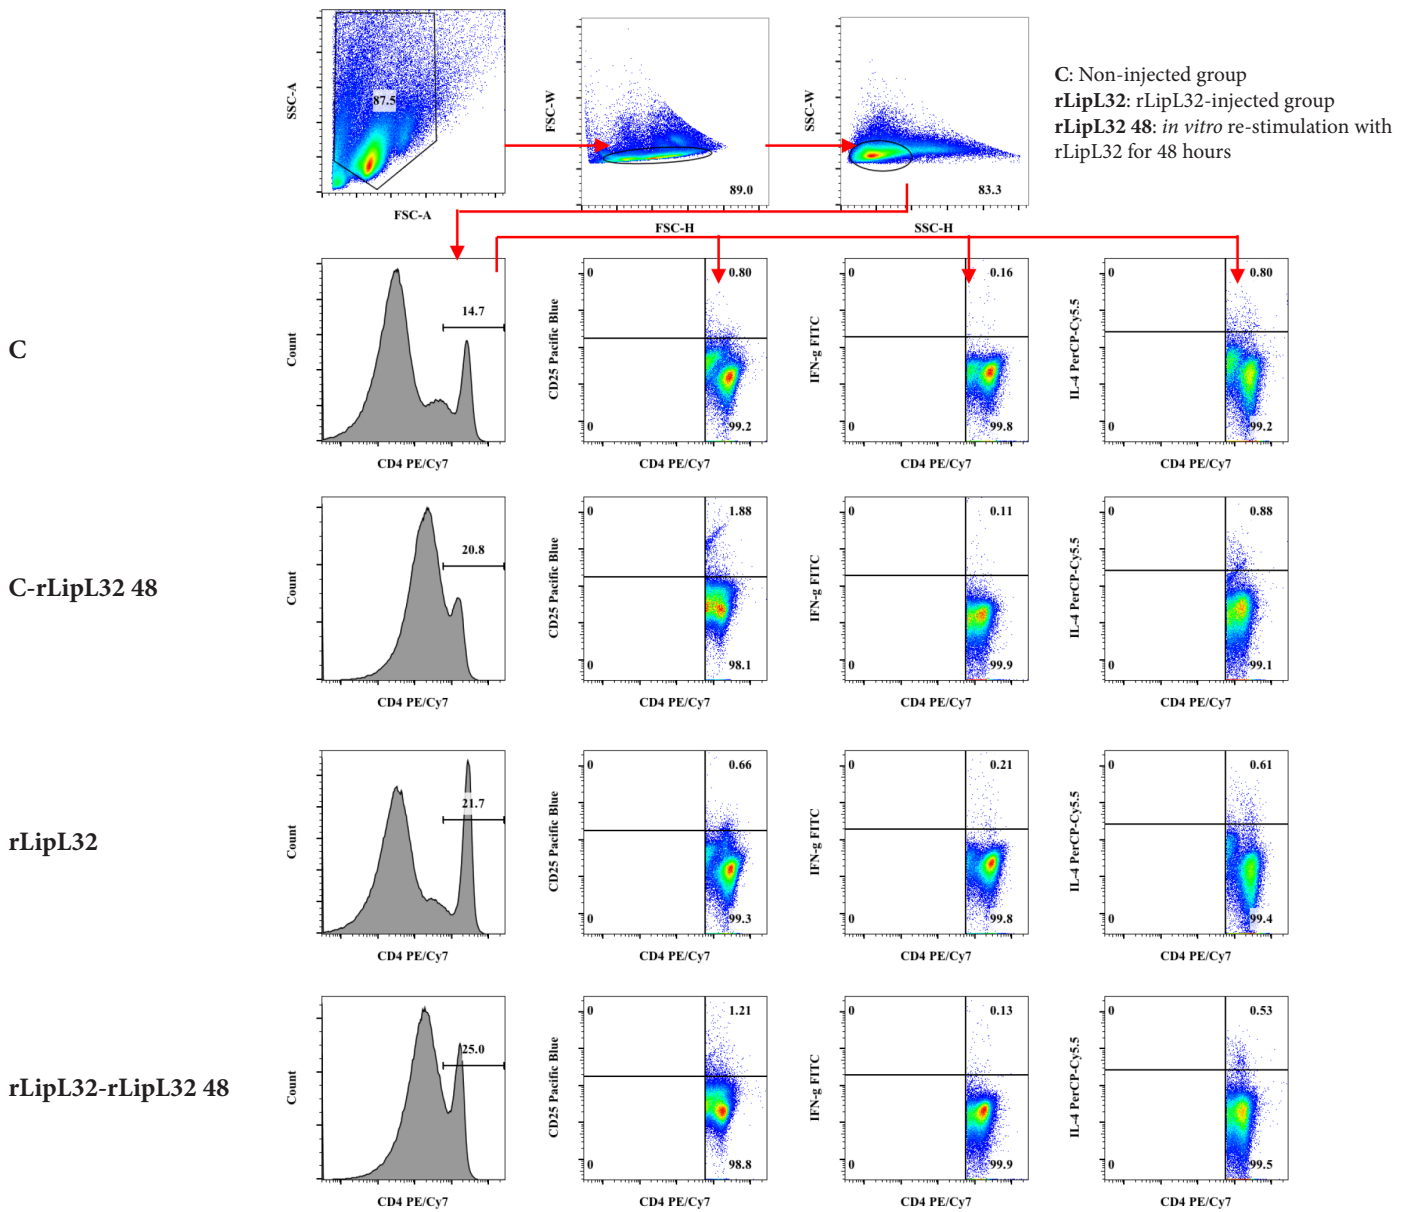 SSC-A
87.5
FSC-A
FSC-W
89.0
FSC-H
SSC-W
83.3
SSC-H
C: Non-injected group
rLipL32: rLipL32-injected group
rLipL32 48: in vitro re-stimulation with
rLipL32 for 48 hours
C
Count
14.7
CD4 PE/Cy7
CD25 Pacific Blue
0
0.80
0
99.2
CD4 PE/Cy7
IFN-g FITC
0
0.16
0
99.8
CD4 PE/Cy7
IL-4 PerCP-Cy5.5
0
0.80
0
99.2
CD4 PE/Cy7
C-rLipL32 48
Count
20.8
CD4 PE/Cy7
CD25 Pacific Blue
0
1.88
0
98.1
CD4 PE/Cy7
IFN-g FITC
0
0.11
0
99.9
CD4 PE/Cy7
IL-4 PerCP-Cy5.5
0
0.88
0
99.1
CD4 PE/Cy7
rLipL32
Count
21.7
CD4 PE/Cy7
CD25 Pacific Blue
0
0.66
0
99.3
CD4 PE/Cy7
IFN-g FITC
0
0.21
0
99.8
CD4 PE/Cy7
IL-4 PerCP-Cy5.5
0
0.61
0
99.4
CD4 PE/Cy7
rLipL32-rLipL32 48
Count
25.0
CD4 PE/Cy7
CD25 Pacific Blue
0
1.21
0
98.8
CD4 PE/Cy7
IFN-g FITC
0
0.13
0
99.9
CD4 PE/Cy7
IL-4 PerCP-Cy5.5
0
0.53
0
99.5
CD4 PE/Cy7